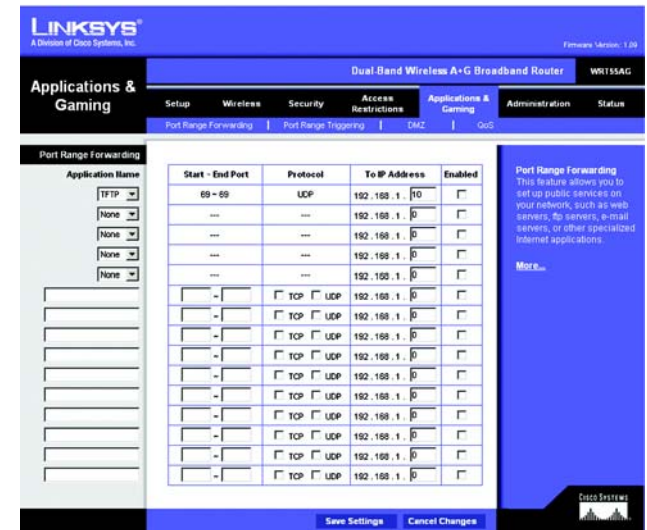 LINKSYS®
A Division of Cisco Systems, Inc.
Firmware Version: 1.09
Dual-Band Wireless A+G Broadband Router WRT55AG
Applications & Gaming
Setup Wireless Security Access Restrictions Applications & Gaming Administration Status
Port Range Forwarding | Port Range Triggering | DMZ | QoS
Port Range Forwarding
Application Name Start - End Port Protocol To IP Address Enabled
TFTP 69 ~ 69 UDP 192.168.1. 10
None --- --- 192.168.1. 0
None --- --- 192.168.1. 0
None --- --- 192.168.1. 0
None --- --- 192.168.1. 0
- TCP UDP 192.168.1. 0
- TCP UDP 192.168.1. 0
- TCP UDP 192.168.1. 0
- TCP UDP 192.168.1. 0
- TCP UDP 192.168.1. 0
- TCP UDP 192.168.1. 0
- TCP UDP 192.168.1. 0
- TCP UDP 192.168.1. 0
- TCP UDP 192.168.1. 0
- TCP UDP 192.168.1. 0
Port Range Forwarding
This feature allows you to
set up public services on
your network, such as web
servers, ftp servers, e-mail
servers, or other specialized
Internet applications.
More...
Save Settings Cancel Changes
CISCO SYSTEMS